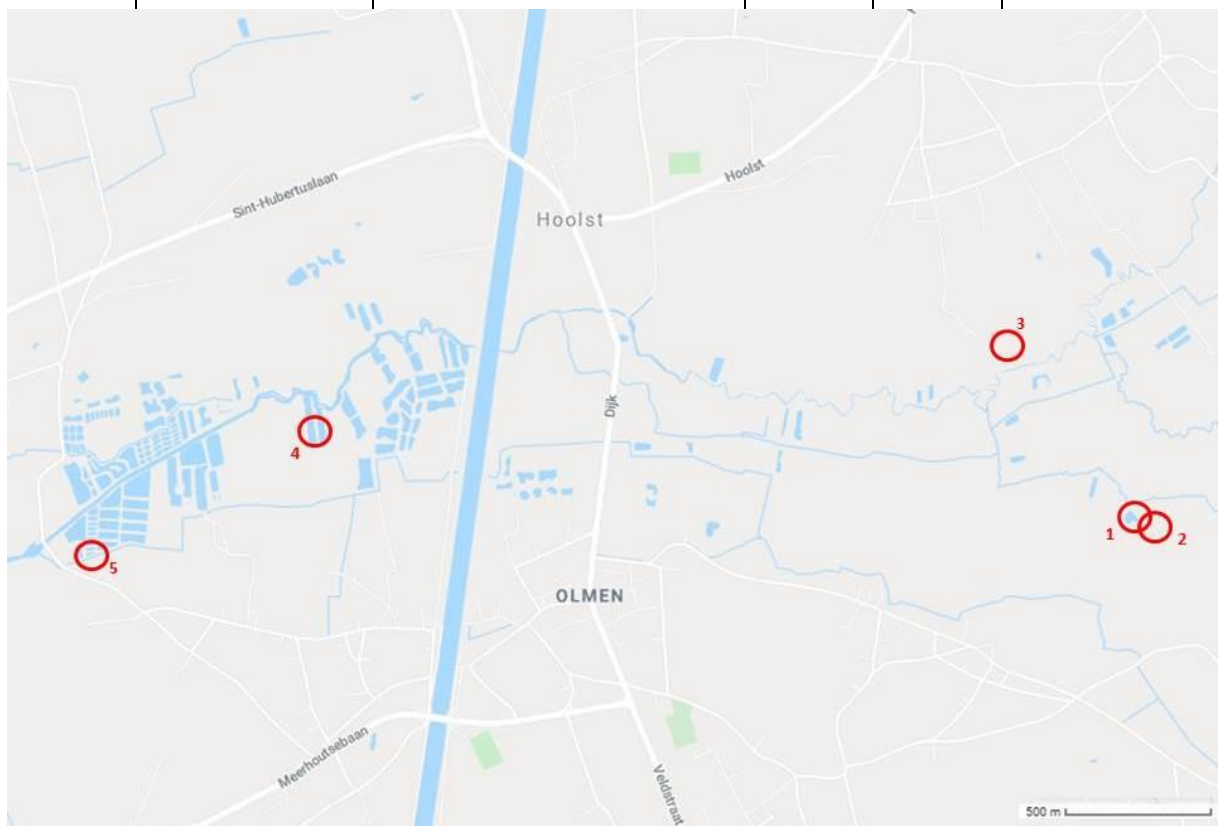 Sint-Hubertuslaan
Hoolst
Hoolst
3
Dijk
4
1
2
5
OLMEN
Meerhoutsebaan
Veldstraat
500 m